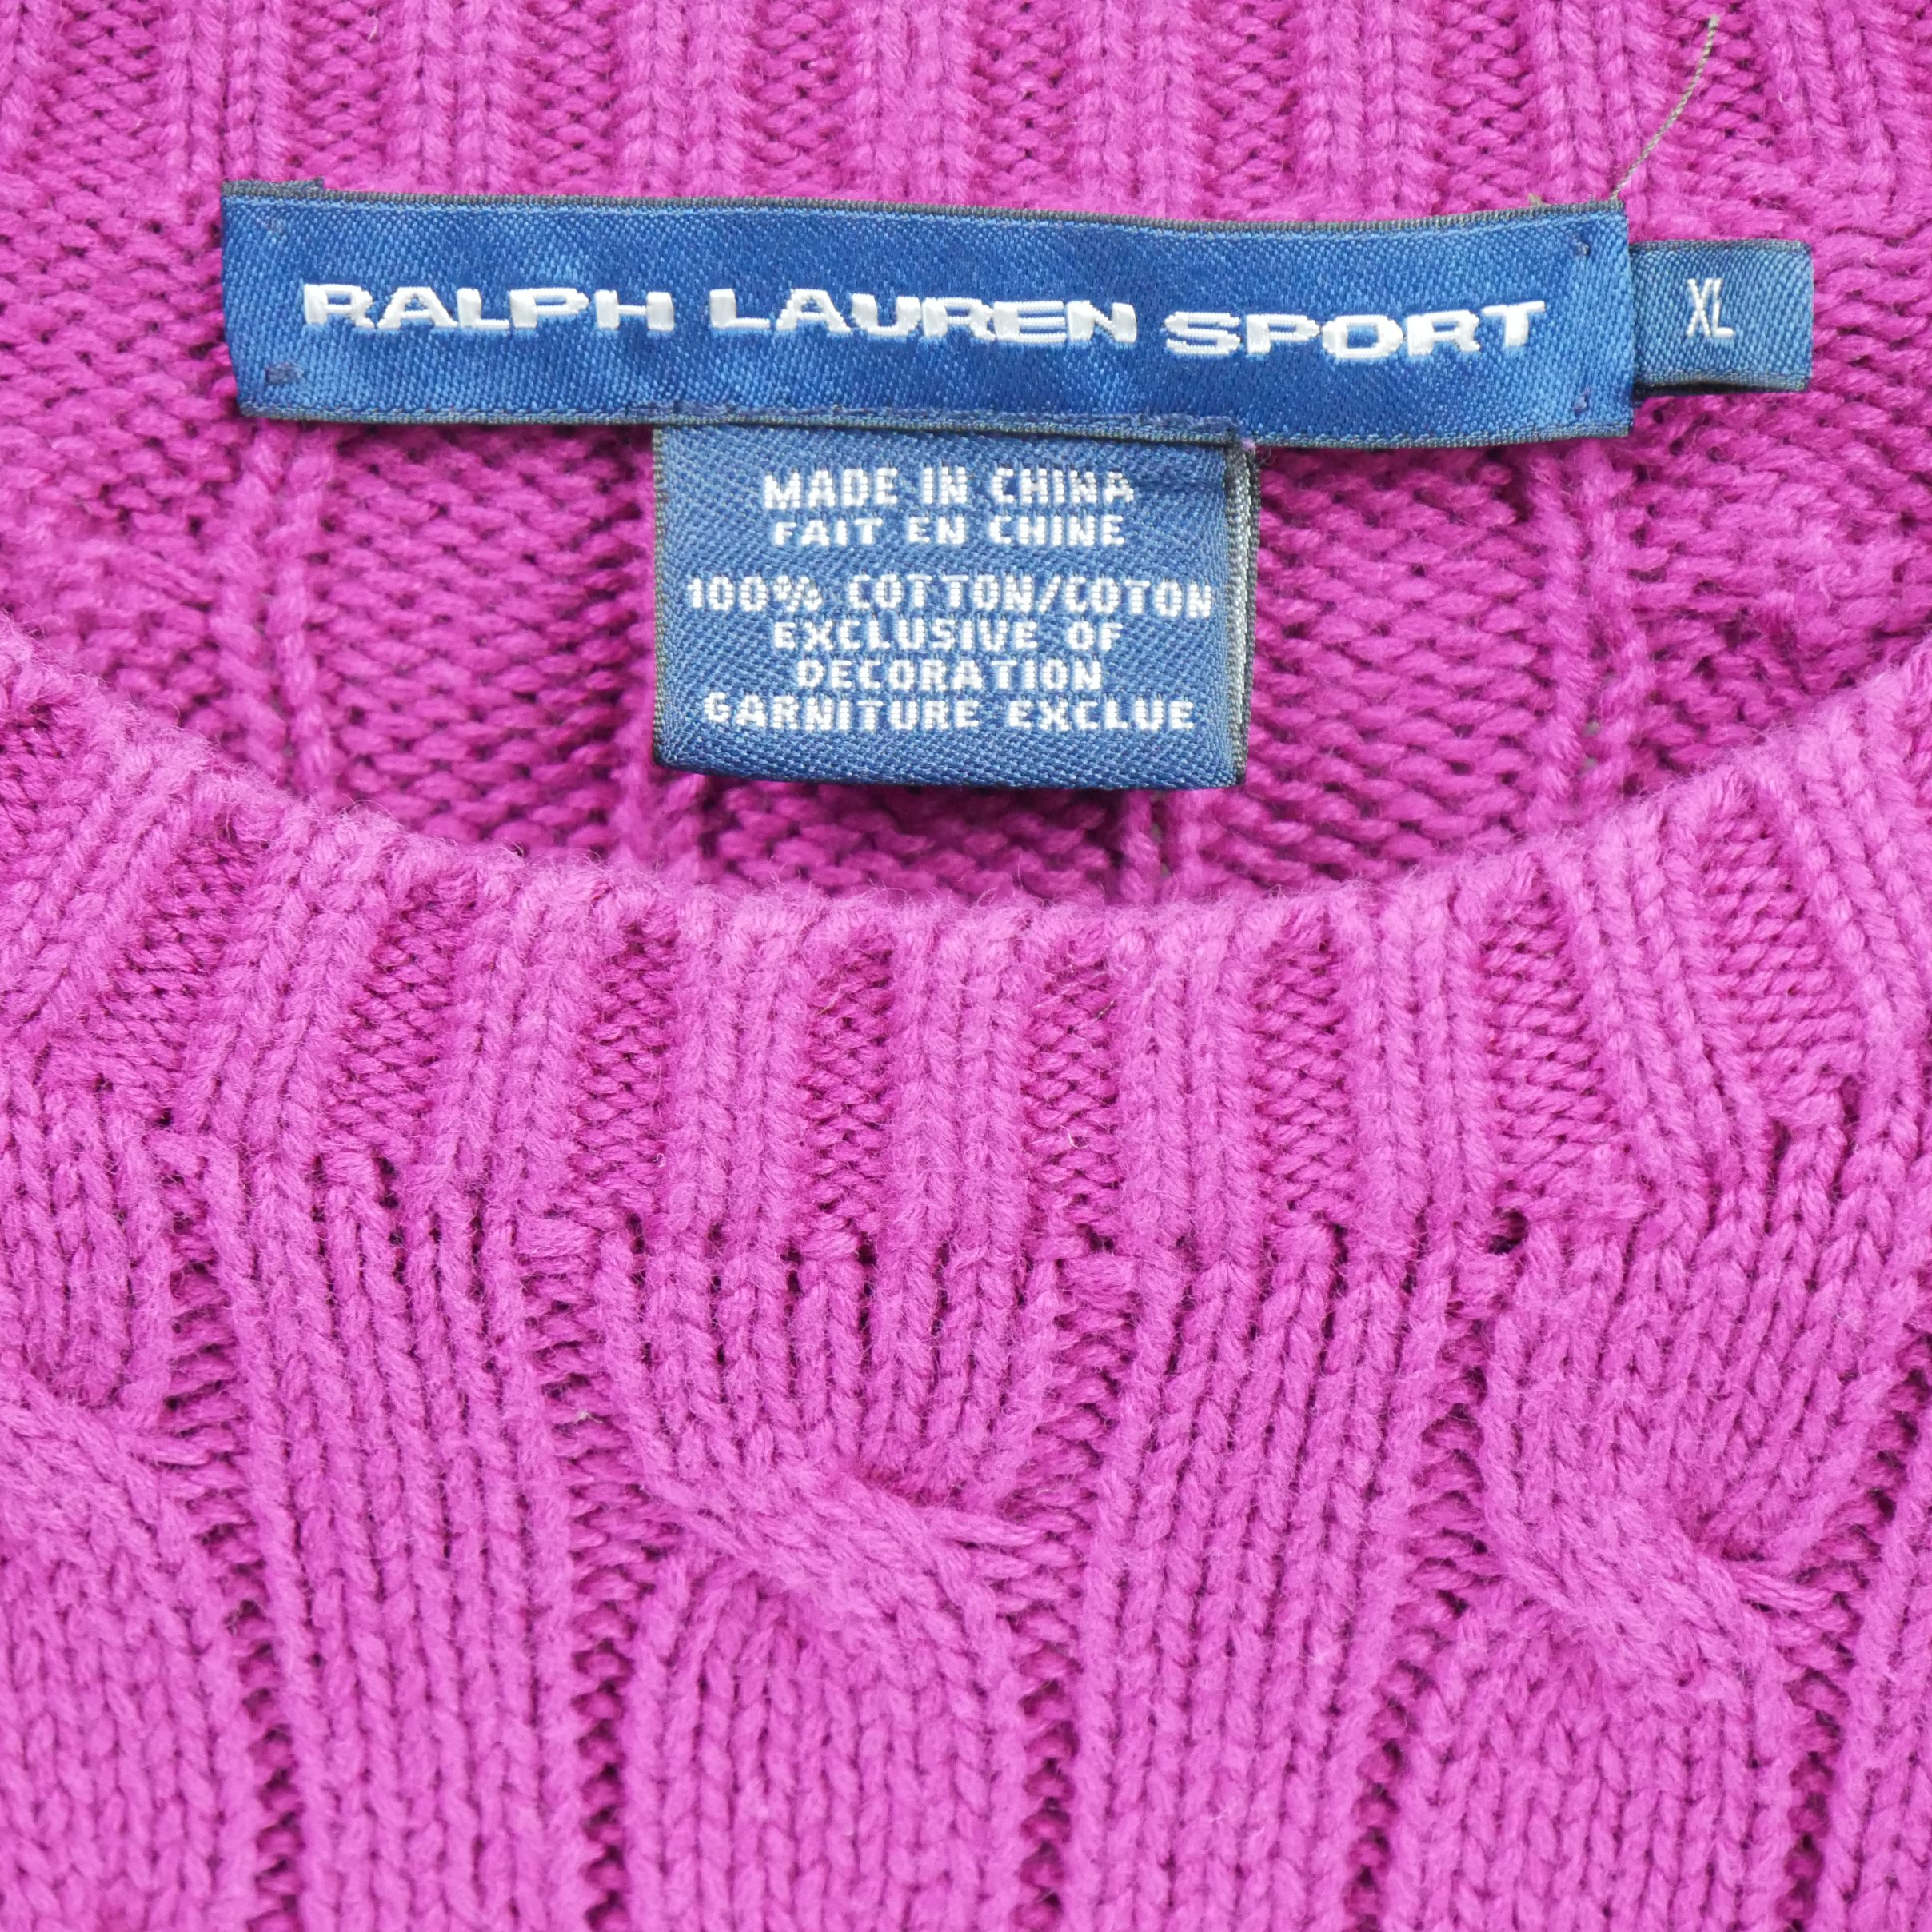 RALPH LAUREN SPORT
XL
MADE IN CHINA
FAIT EN CHINE
100% COTTON/COTON
EXCLUSIVE OF
DECORATION
GARNITURE EXCLUE